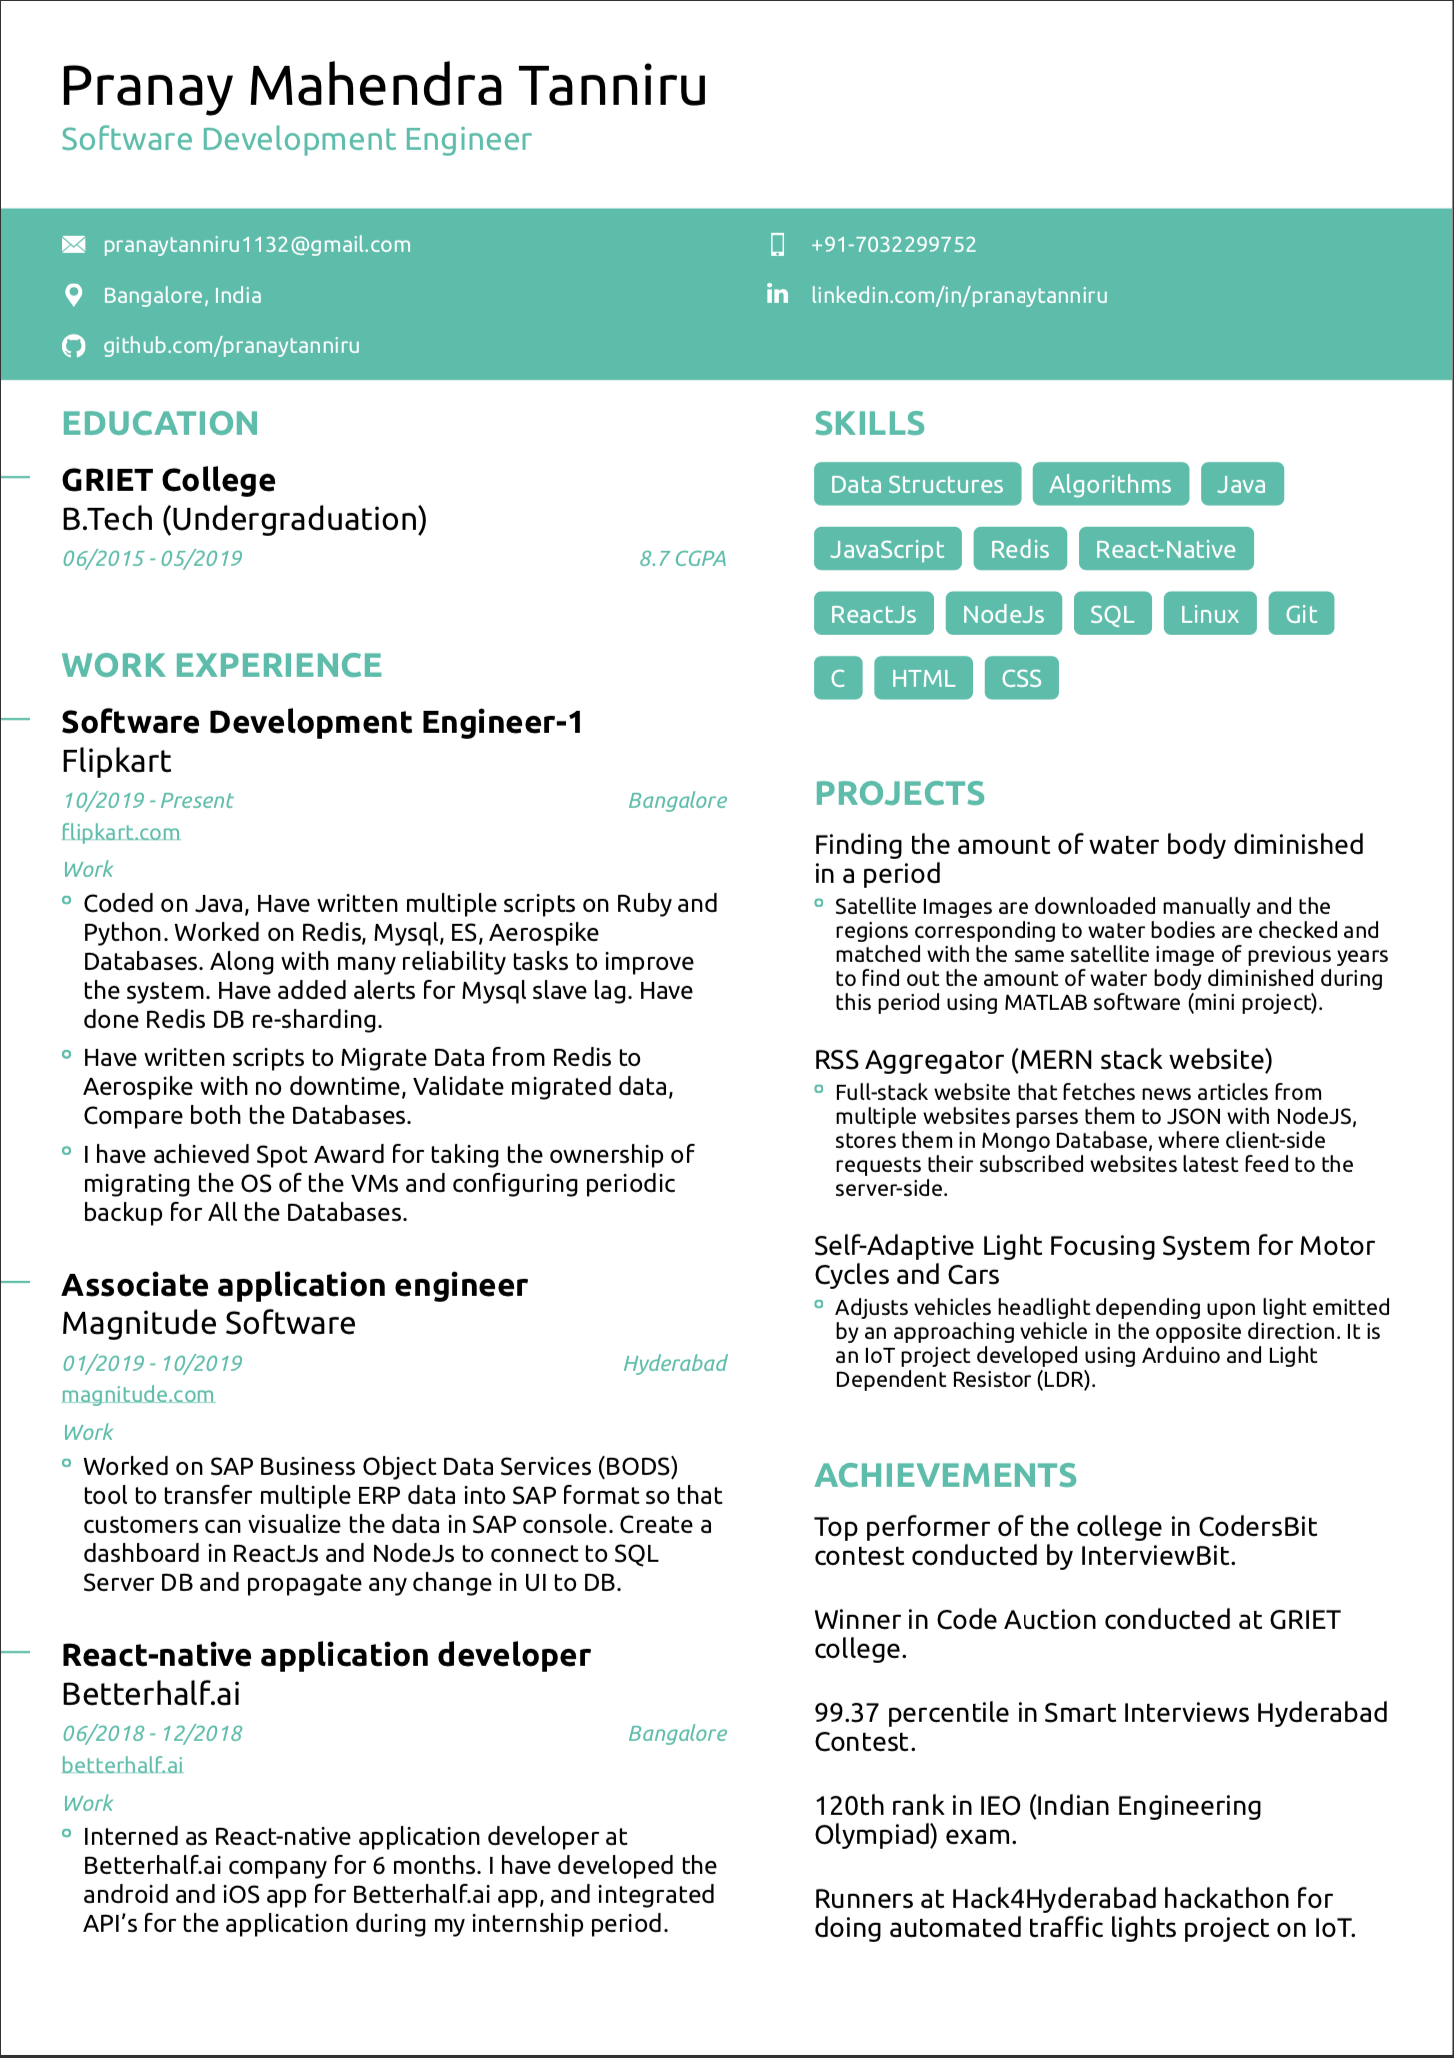 Pranay Mahendra Tanniru
Software Development Engineer
pranaytanniru1132@gmail.com
+91-7032299752
Bangalore, India
linkedin.com/in/pranaytanniru
github.com/pranaytanniru
EDUCATION
GRIET College
B.Tech (Undergraduation)
06/2015 - 05/2019
8.7 CGPA
WORK EXPERIENCE
Software Development Engineer-1
Flipkart
10/2019 - Present
Bangalore
flipkart.com
Work
Coded on Java, Have written multiple scripts on Ruby and
Python. Worked on Redis, Mysql, ES, Aerospike
Databases. Along with many reliability tasks to improve
the system. Have added alerts for Mysql slave lag. Have
done Redis DB re-sharding.
Have written scripts to Migrate Data from Redis to
Aerospike with no downtime, Validate migrated data,
Compare both the Databases.
I have achieved Spot Award for taking the ownership of
migrating the OS of the VMs and configuring periodic
backup for All the Databases.
Associate application engineer
Magnitude Software
01/2019 - 10/2019
Hyderabad
magnitude.com
Work
Worked on SAP Business Object Data Services (BODS)
tool to transfer multiple ERP data into SAP format so that
customers can visualize the data in SAP console. Create a
dashboard in ReactJs and NodeJs to connect to SQL
Server DB and propagate any change in UI to DB.
React-native application developer
Betterhalf.ai
06/2018 - 12/2018
Bangalore
betterhalf.ai
Work
Interned as React-native application developer at
Betterhalf.ai company for 6 months. I have developed the
android and iOS app for Betterhalf.ai app, and integrated
API’s for the application during my internship period.
SKILLS
Data Structures Algorithms Java
JavaScript Redis React-Native
ReactJs NodeJs SQL Linux Git
C HTML CSS
PROJECTS
Finding the amount of water body diminished
in a period
Satellite Images are downloaded manually and the
regions corresponding to water bodies are checked and
matched with the same satellite image of previous years
to find out the amount of water body diminished during
this period using MATLAB software (mini project).
RSS Aggregator (MERN stack website)
Full-stack website that fetches news articles from
multiple websites parses them to JSON with NodeJS,
stores them in Mongo Database, where client-side
requests their subscribed websites latest feed to the
server-side.
Self-Adaptive Light Focusing System for Motor
Cycles and Cars
Adjusts vehicles headlight depending upon light emitted
by an approaching vehicle in the opposite direction. It is
an IoT project developed using Arduino and Light
Dependent Resistor (LDR).
ACHIEVEMENTS
Top performer of the college in CodersBit
contest conducted by InterviewBit.
Winner in Code Auction conducted at GRIET
college.
99.37 percentile in Smart Interviews Hyderabad
Contest.
120th rank in IEO (Indian Engineering
Olympiad) exam.
Runners at Hack4Hyderabad hackathon for
doing automated traffic lights project on IoT.